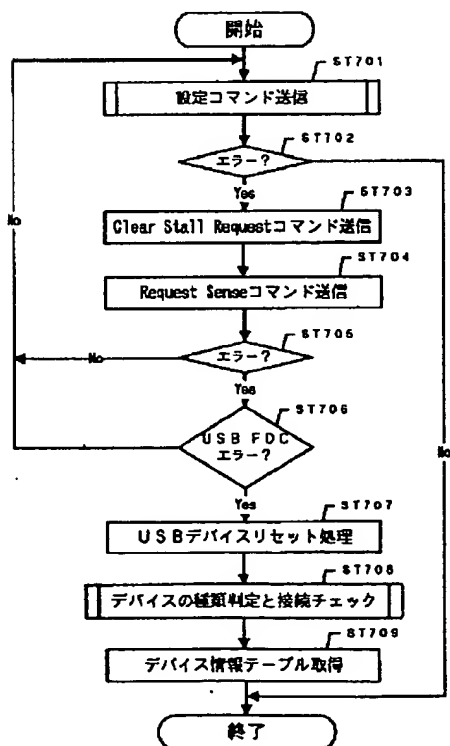 開始
ST701
設定コマンド送信
ST702
エラー?
No
Yes
ST703
Clear Stall Requestコマンド送信
ST704
Request Senseコマンド送信
No
ST705
エラー?
No
Yes
ST706
USB FDC
エラー?
No
Yes
ST707
USBデバイスリセット処理
ST708
デバイスの種類判定と接続チェック
ST709
デバイス情報テーブル取得
終了